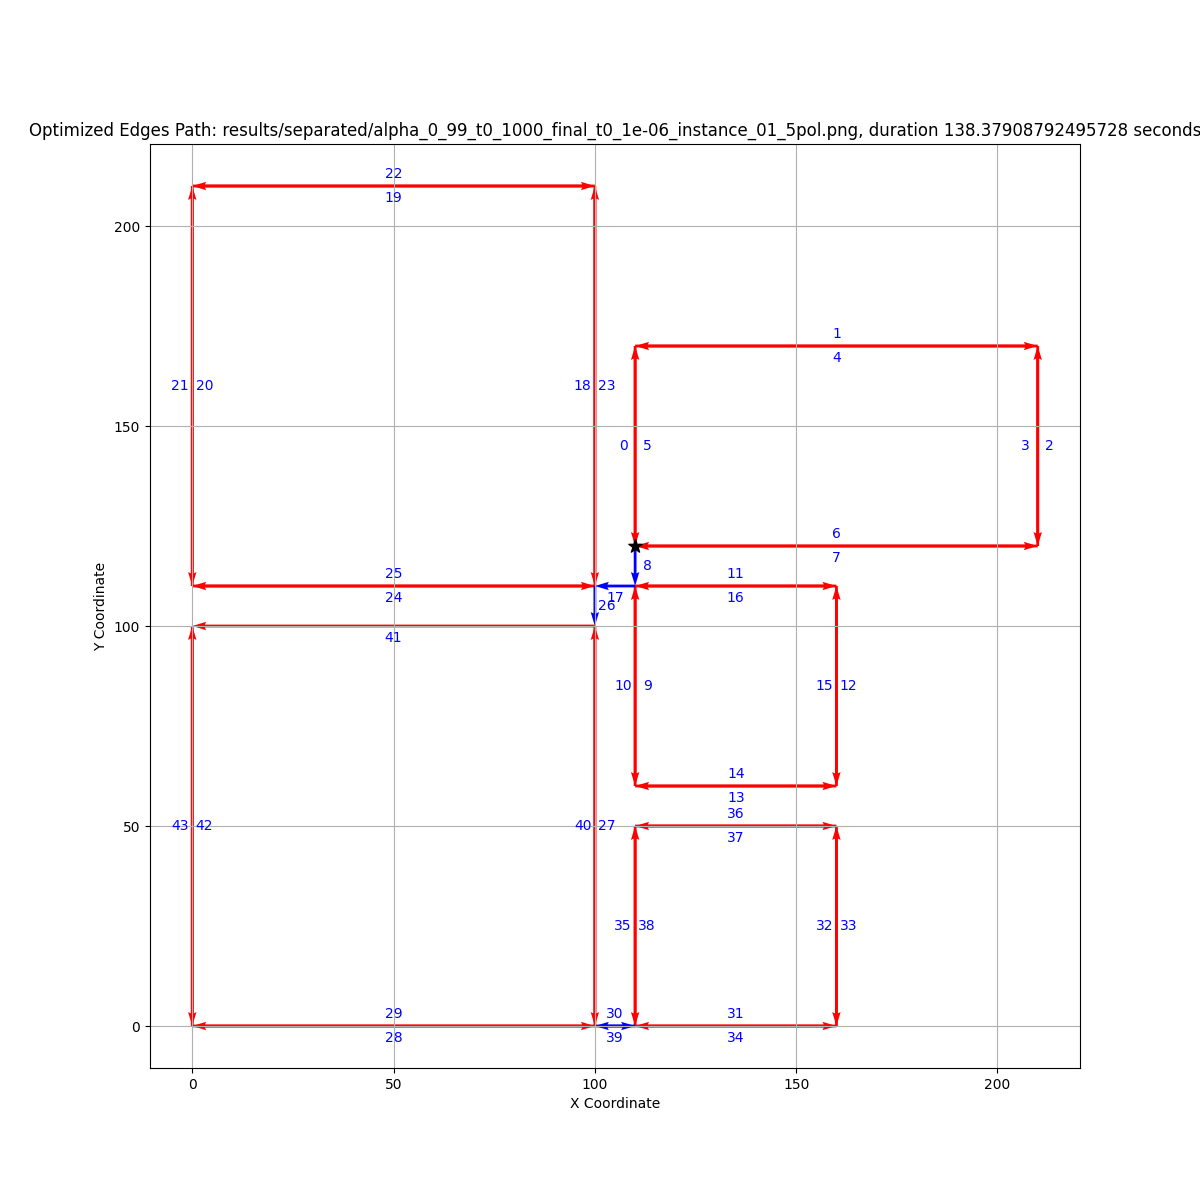 Optimized Edges Path: results/separated/alpha_0_99_t0_1000_final_t0_1e-06_instance_01_5pol.png, duration 138.37908792495728 seconds
22
19
200
1
4
21 20 18 23
150
0 5 3 2
6
7
8
25 11
24 17 16
26
100
41
Y Coordinate
10 9 15 12
14
13
36
50
43 42 40 27
37
35 38 32 33
29 30 31
0
28 39 34
0 50 100 150 200
X Coordinate